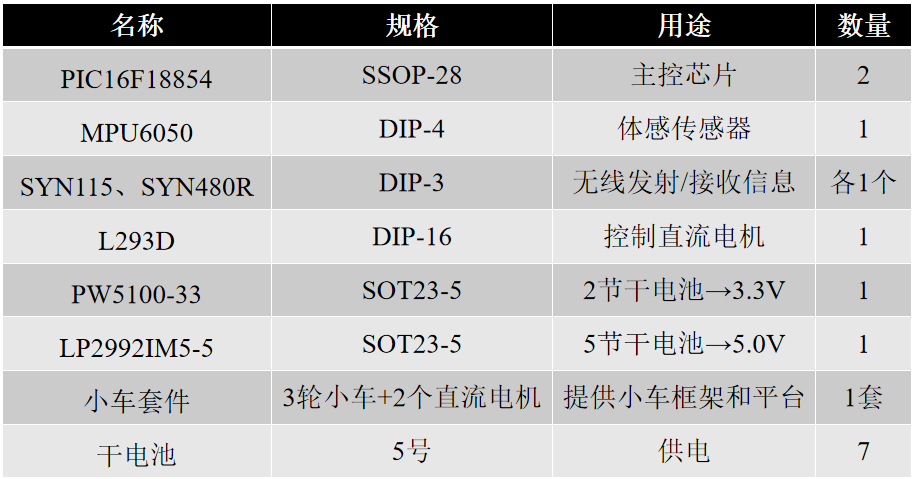 名称 规格 用途 数量
PIC16F18854 SSOP-28 主控芯片 2
MPU6050 DIP-4 体感传感器 1
SYN115、SYN480R DIP-3 无线发射/接收信息 各1个
L293D DIP-16 控制直流电机 1
PW5100-33 SOT23-5 2节干电池→3.3V 1
LP2992IM5-5 SOT23-5 5节干电池→5.0V 1
小车套件 3轮小车+2个直流电机 提供小车框架和平台 1套
干电池 5号 供电 7